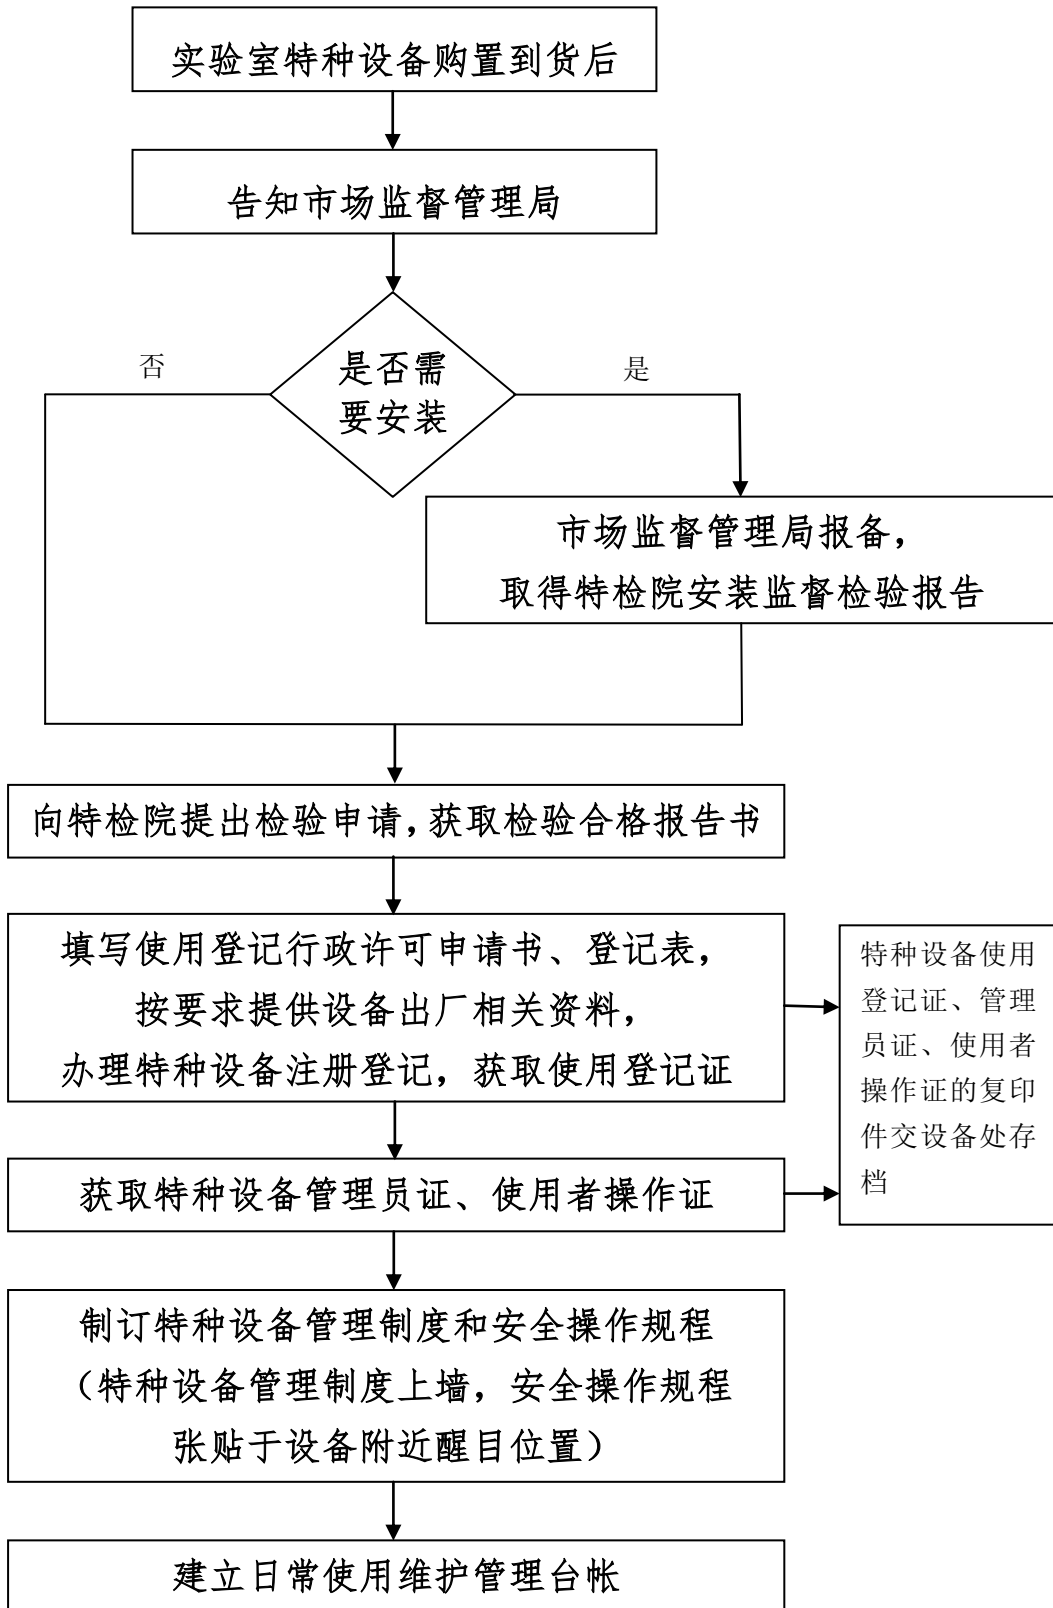 实验室特种设备购置到货后
告知市场监督管理局
否
是否需
要安装
是
市场监督管理局报备，
取得特检院安装监督检验报告
向特检院提出检验申请，获取检验合格报告书
填写使用登记行政许可申请书、登记表，
按要求提供设备出厂相关资料，
办理特种设备注册登记，获取使用登记证
特种设备使用
登记证、管理
员证、使用者
操作证的复印
件交设备处存
档
获取特种设备管理员证、使用者操作证
制订特种设备管理制度和安全操作规程
（特种设备管理制度上墙，安全操作规程
张贴于设备附近醒目位置）
建立日常使用维护管理台帐